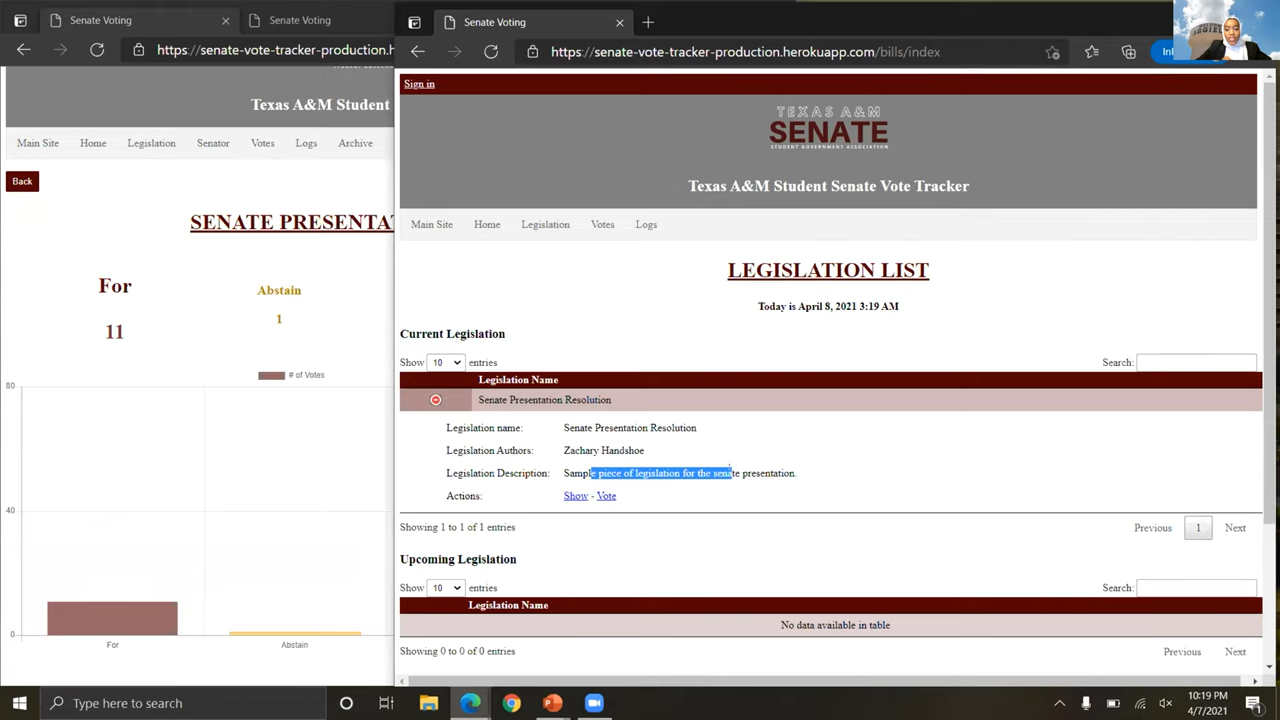 Senate Voting
Senate Voting
https://senate-vote-tracker-production.h
Texas A&M Student
Main Site Home Legislation Senator Votes Logs Archive
Back
SENATE PRESENTAT
For
Abstain
11
1
# of Votes
80
40
0
For
Abstain
Senate Voting
https://senate-vote-tracker-production.herokuapp.com/bills/index
Sign in
TEXAS A&M
SENATE
STUDENT GOVERNMENT ASSOCIATION
Texas A&M Student Senate Vote Tracker
Main Site Home Legislation Votes Logs
LEGISLATION LIST
Today is April 8, 2021 3:19 AM
Current Legislation
Show 10 entries Search:
Legislation Name
Senate Presentation Resolution
Legislation name: Senate Presentation Resolution
Legislation Authors: Zachary Handshoe
Legislation Description: Sample piece of legislation for the senate presentation.
Actions: Show - Vote
Showing 1 to 1 of 1 entries Previous 1 Next
Upcoming Legislation
Show 10 entries Search:
Legislation Name
No data available in table
Showing 0 to 0 of 0 entries Previous Next
Type here to search
10:19 PM
4/7/2021
1